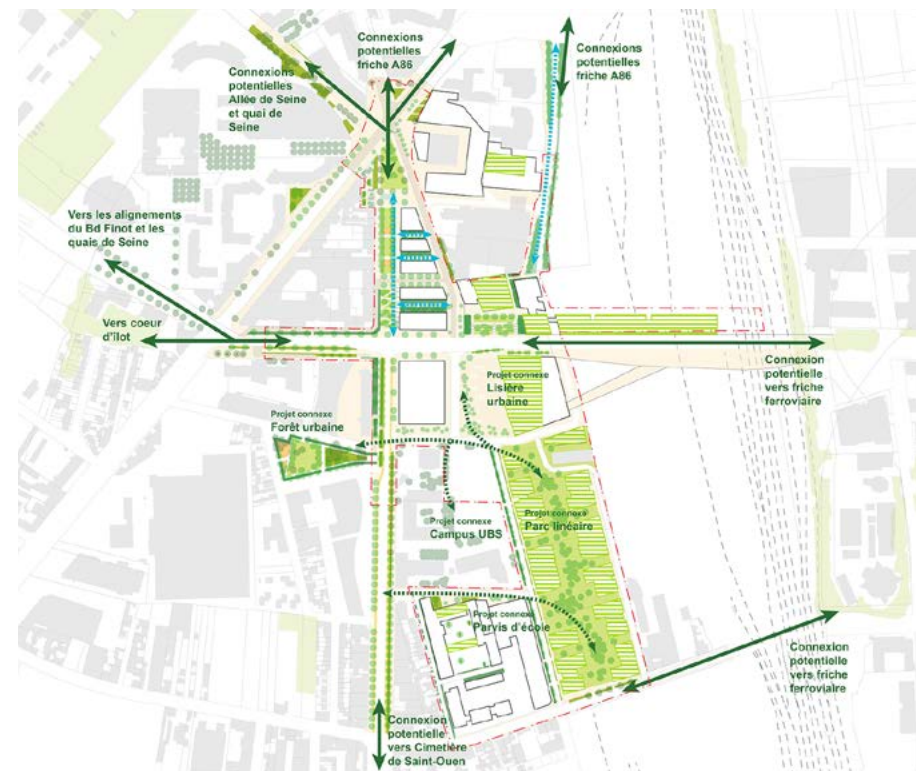 Connexions
potentielles
friche A86
Connexions
potentielles
friche A86
Connexions
potentielles
Allée de Seine
et quai de
Seine
Vers les alignements
du Bd Finot et les
quais de Seine
Vers coeur
d'îlot
Connexion
potentielle
vers friche
ferroviaire
Projet connexe
Lisière
urbaine
Projet connexe
Forêt urbaine
Projet connexe
Campus UBS
Projet connexe
Parc linéaire
Projet connexe
Parvis d'école
Connexion
potentielle
vers friche
ferroviaire
Connexion
potentielle
vers Cimetière
de Saint-Ouen